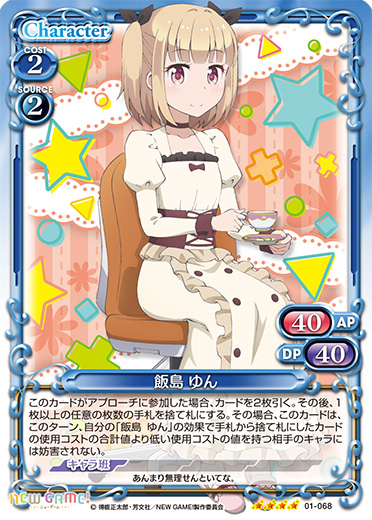 Character
COST
2
SOURCE
2
40 AP
DP 40
飯島 ゆん
このカードがアプローチに参加した場合、カードを2枚引く。その後、1
枚以上の任意の枚数の手札を捨て札にする。その場合、このカードは、
このターン、自分の「飯島 ゆん」の効果で手札から捨て札にしたカード
の使用コストの合計値より低い使用コストの値を持つ相手のキャラに
は妨害されない。
キャラ班
あんまり無理せんといてな。
NEW GAME!
© 得能正太郎・芳文社／NEW GAME!製作委員会
01-068